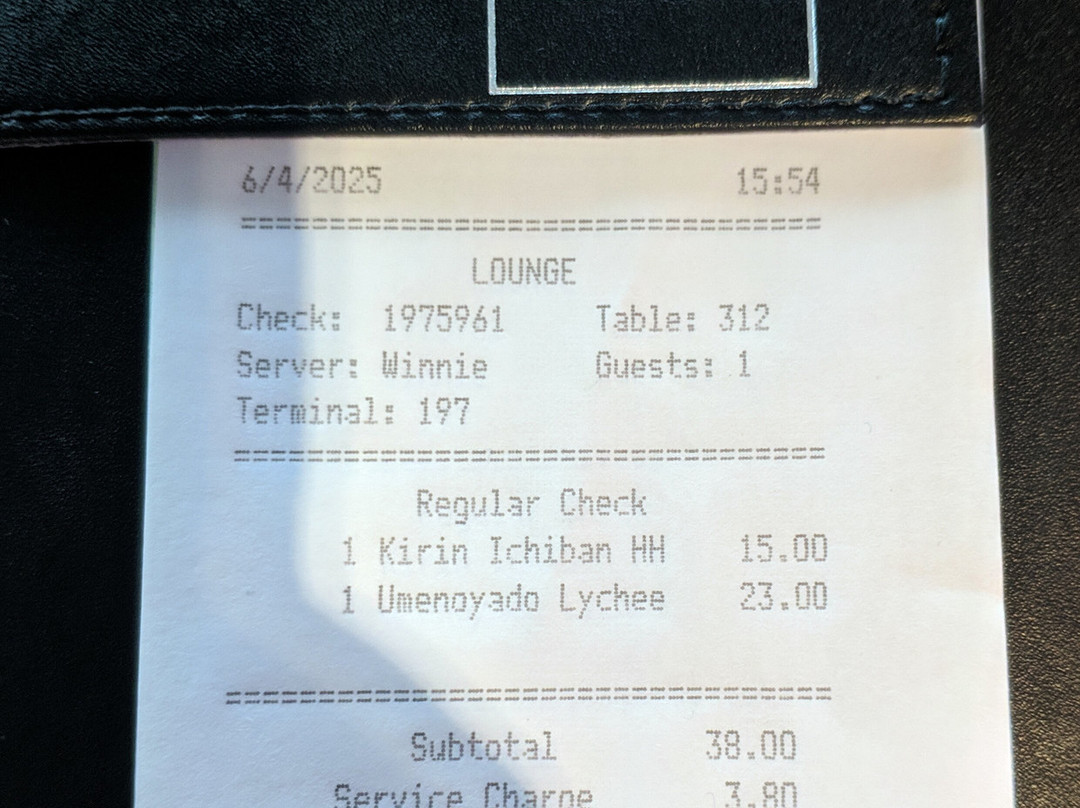 6/4/2025 15:54
=================================
LOUNGE
Check: 1975961 Table: 312
Server: Winnie Guests: 1
Terminal: 197
=================================
Regular Check
1 Kirin Ichiban HH 15.00
1 Umenoyado Lychee 23.00
=================================
Subtotal 38.00
Service Charge 3.80